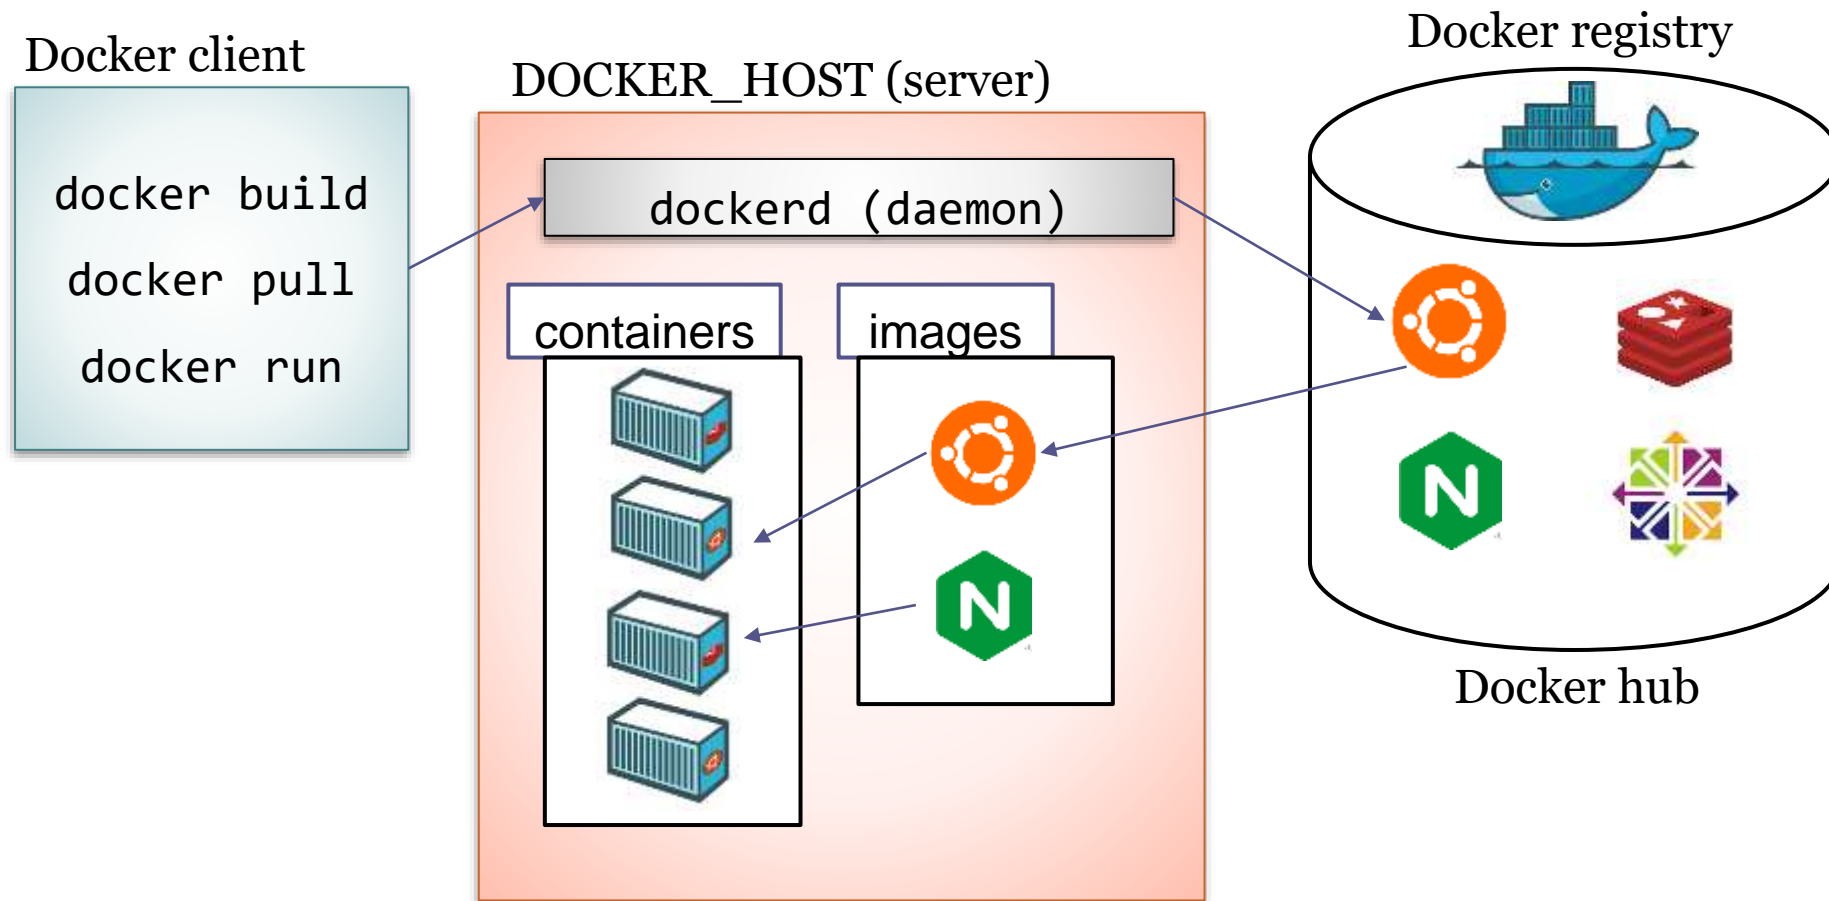 Docker client
docker build
docker pull
docker run
DOCKER_HOST (server)
dockerd (daemon)
containers
images
Docker registry
N
N
Docker hub